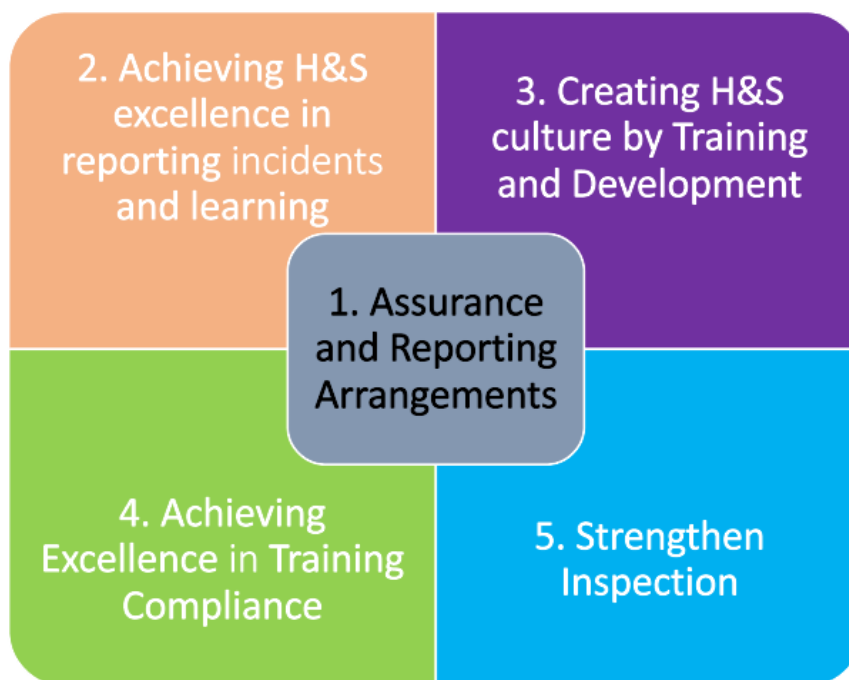 2. Achieving H&S
excellence in
reporting incidents
and learning
3. Creating H&S
culture by Training
and Development
1. Assurance
and Reporting
Arrangements
4. Achieving
Excellence in Training
Compliance
5. Strengthen
Inspection